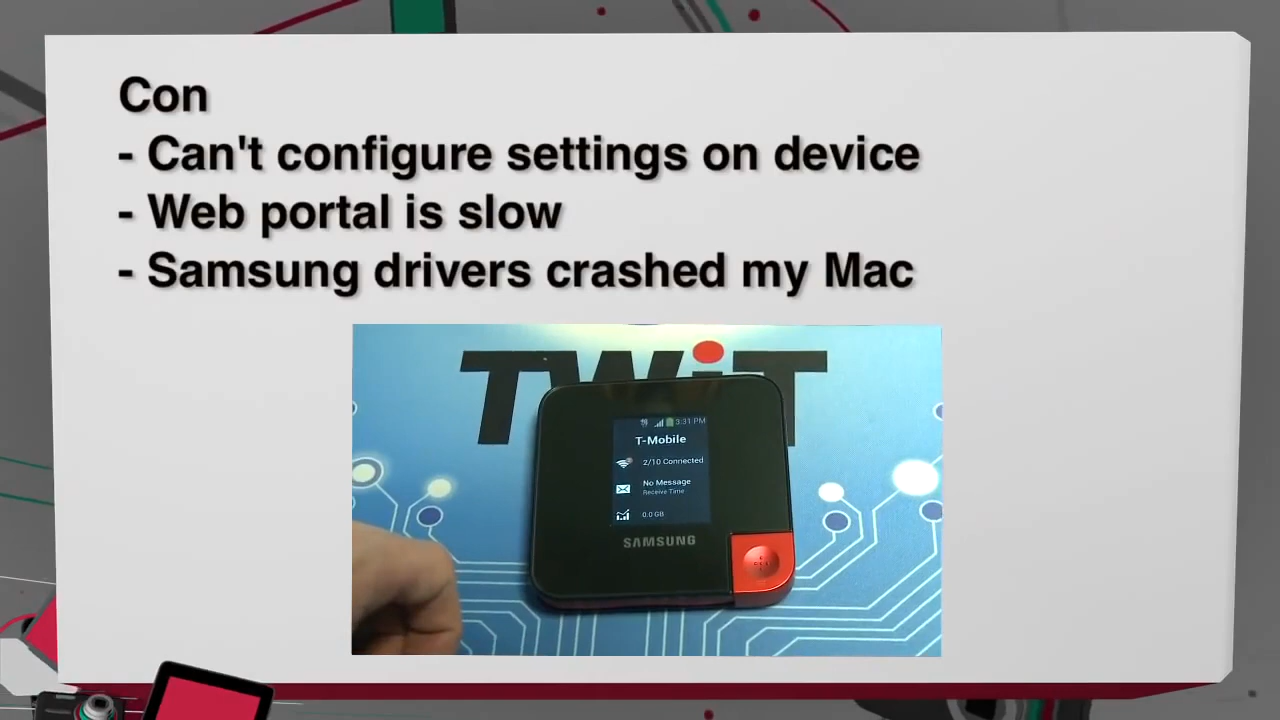 Con
- Can't configure settings on device
- Web portal is slow
- Samsung drivers crashed my Mac
TWiT
3:31 PM
T-Mobile
2/10 Connected
No Message
Receive Time
0.0 GB
SAMSUNG